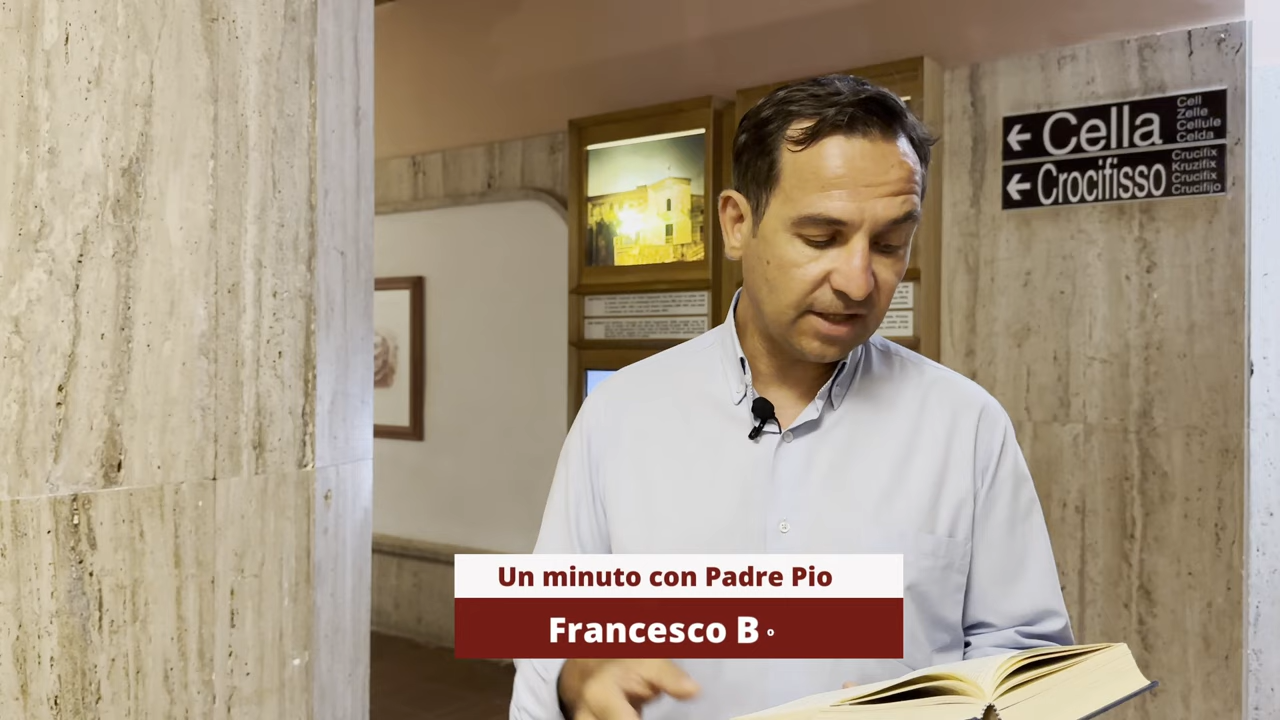 ← Cella
Cell
Zelle
Cellule
Celda
← Crocifisso
Crucifix
Kruzifix
Crucifix
Crucifijo
Un minuto con Padre Pio
Francesco B o